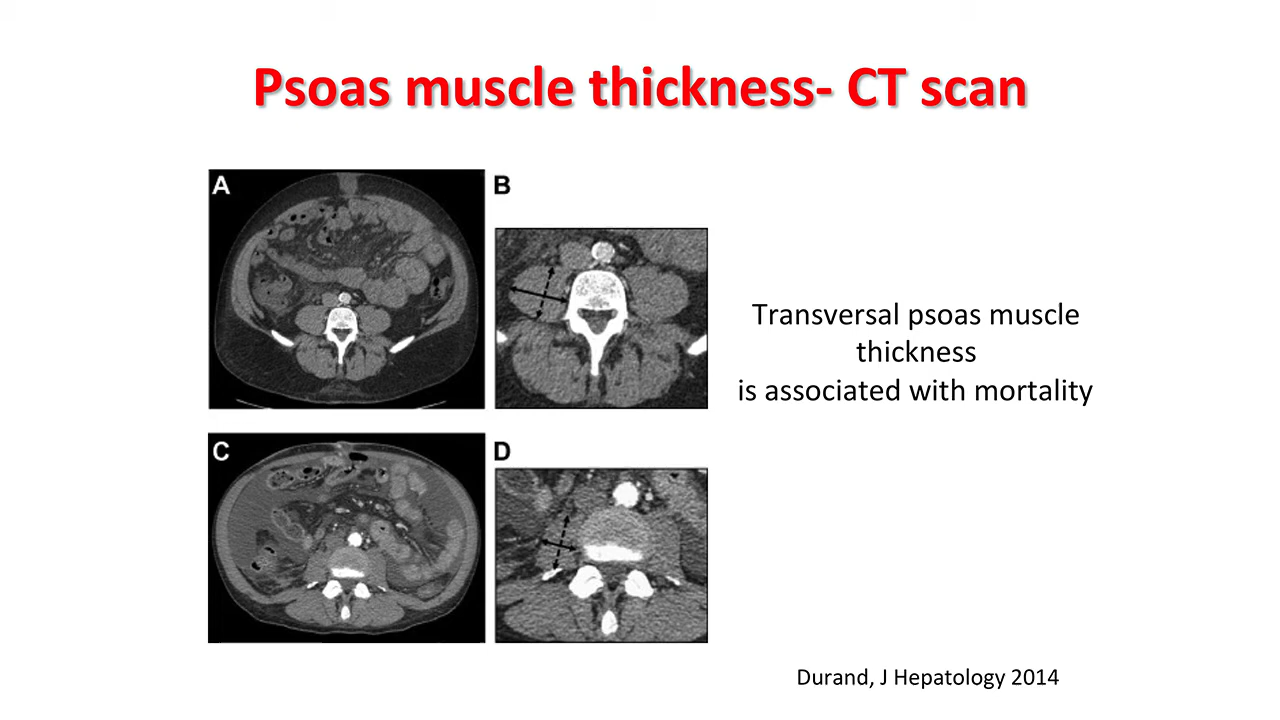 Psoas muscle thickness- CT scan
A
B
Transversal psoas muscle
thickness
is associated with mortality
C
D
Durand, J Hepatology 2014